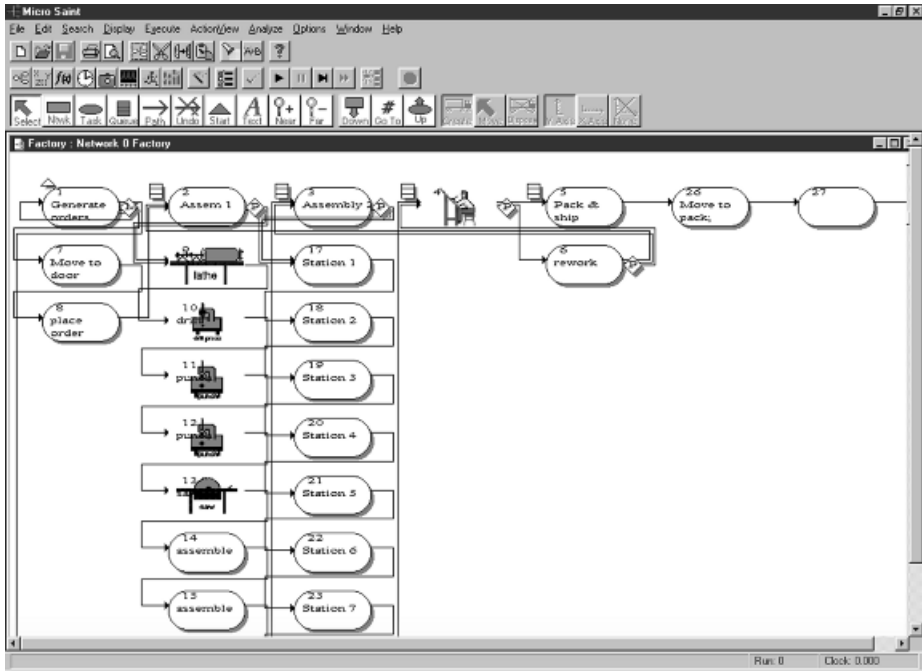 Micro Saint
File Edit Search Display Execute ActionView Analyze Options Window Help
f(x)
A/B
?
Select Ntwk Task Queue Path Undo Start Text Near Far Down Go To Up
Factory : Network 0 Factory
1
Generate
orders
2
Assem 1
3
Assembly 2
4
5
Pack &
ship
26
Move to
pack;
27
7
Move to
door
lathe
17
Station 1
6
rework
8
place
order
10
18
Station 2
11
19
Station 3
12
20
Station 4
13
saw
21
Station 5
14
assemble
22
Station 6
15
assemble
23
Station 7
Run: 0 Clock: 0.000